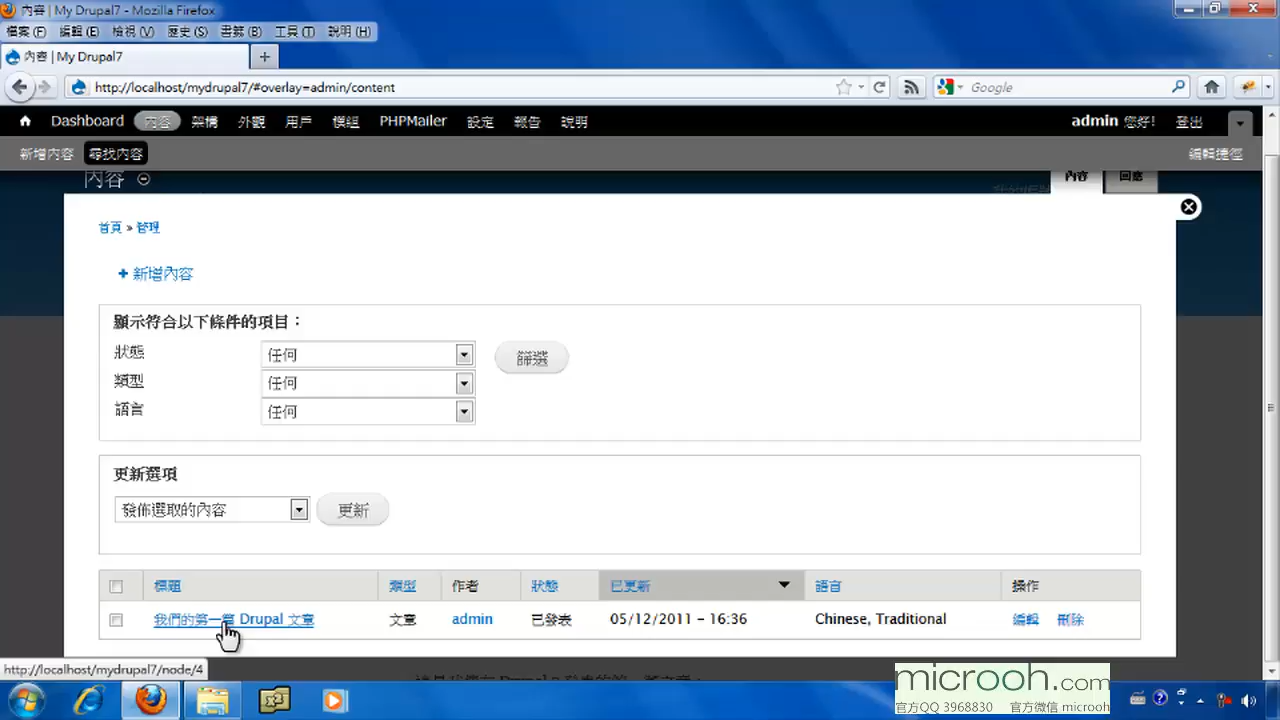 內容 | My Drupal7 - Mozilla Firefox
檔案(F) 編輯(E) 檢視(V) 歷史(S) 書籤(B) 工具(T) 說明(H)
內容 | My Drupal7
http://localhost/mydrupal7/#overlay=admin/content
Google
Dashboard 內容 架構 外觀 用戶 模組 PHPMailer 設定 報告 說明 admin 您好! 登出
新增內容 尋找內容 編輯捷徑
內容 內容 回應
首頁 » 管理
+ 新增內容
顯示符合以下條件的項目：
狀態 任何 篩選
類型 任何
語言 任何
更新選項
發佈選取的內容 更新
標題 類型 作者 狀態 已更新 語言 操作
我們的第一篇 Drupal 文章 文章 admin 已發表 05/12/2011 - 16:36 Chinese, Traditional 編輯 刪除
http://localhost/mydrupal7/node/4
microoh.com
官方QQ 3968830 官方微信 microoh